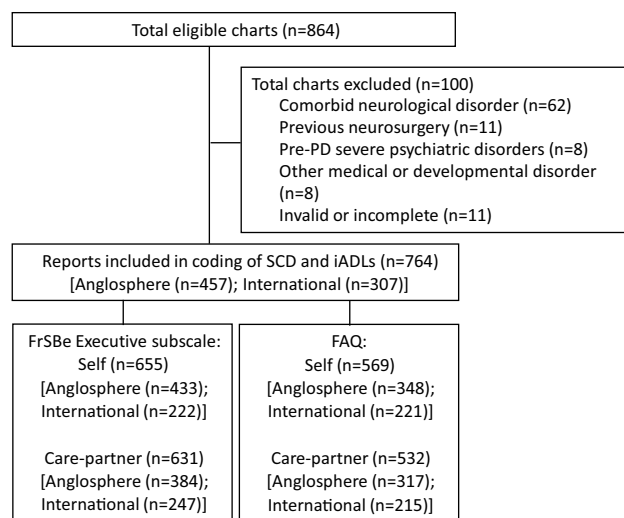 Total eligible charts (n=864)
Total charts excluded (n=100)
Comorbid neurological disorder (n=62)
Previous neurosurgery (n=11)
Pre-PD severe psychiatric disorders (n=8)
Other medical or developmental disorder
(n=8)
Invalid or incomplete (n=11)
Reports included in coding of SCD and iADLs (n=764)
[Anglosphere (n=457; International (n=307)]
FrSBe Executive subscale:
Self (n=655)
[Anglosphere (n=433);
International (n=222)]
Care-partner (n=631)
[Anglosphere (n=384);
International (n=247)]
FAQ:
Self (n=569)
[Anglosphere (n=348);
International (n=221)]
Care-partner (n=532)
[Anglosphere (n=317);
International (n=215)]